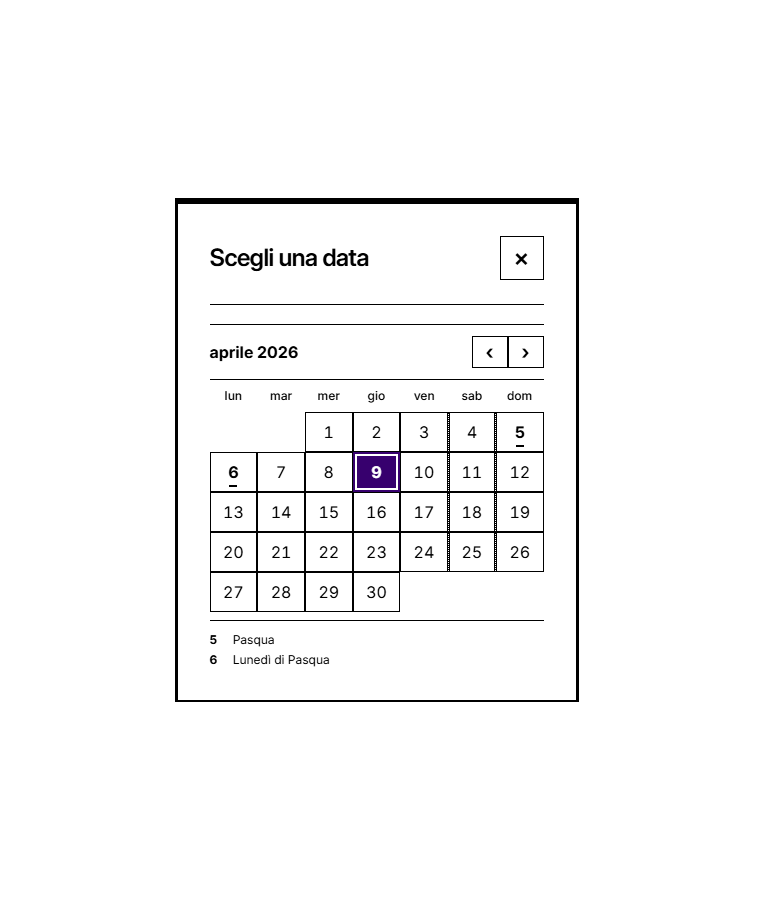 Scegli una data
×
aprile 2026
‹ ›
lun mar mer gio ven sab dom
1 2 3 4 5
6 7 8 9 10 11 12
13 14 15 16 17 18 19
20 21 22 23 24 25 26
27 28 29 30
5 Pasqua
6 Lunedì di Pasqua